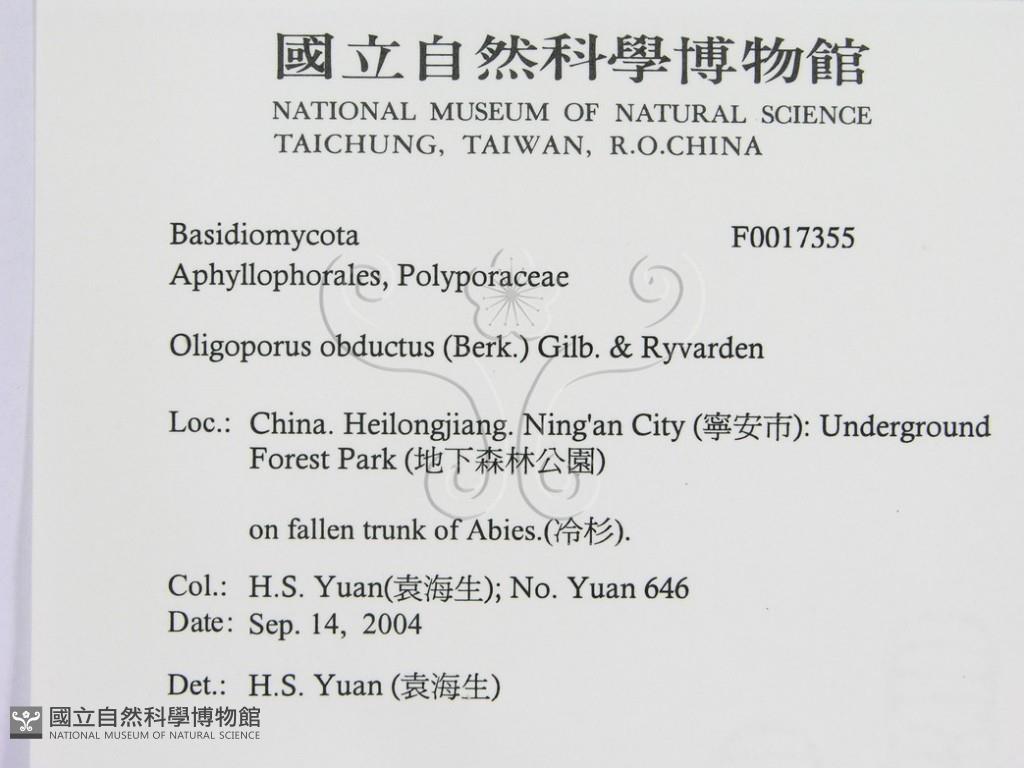 國立自然科學博物館
NATIONAL MUSEUM OF NATURAL SCIENCE
TAICHUNG, TAIWAN, R.O.CHINA
Basidiomycota F0017355
Aphyllophorales, Polyporaceae
Oligoporus obductus (Berk.) Gilb. & Ryvarden
Loc.: China. Heilongjiang. Ning'an City (寧安市): Underground
Forest Park (地下森林公園)
on fallen trunk of Abies.(冷杉).
Col.: H.S. Yuan(袁海生); No. Yuan 646
Date: Sep. 14, 2004
Det.: H.S. Yuan (袁海生)
國立自然科學博物館
NATIONAL MUSEUM OF NATURAL SCIENCE